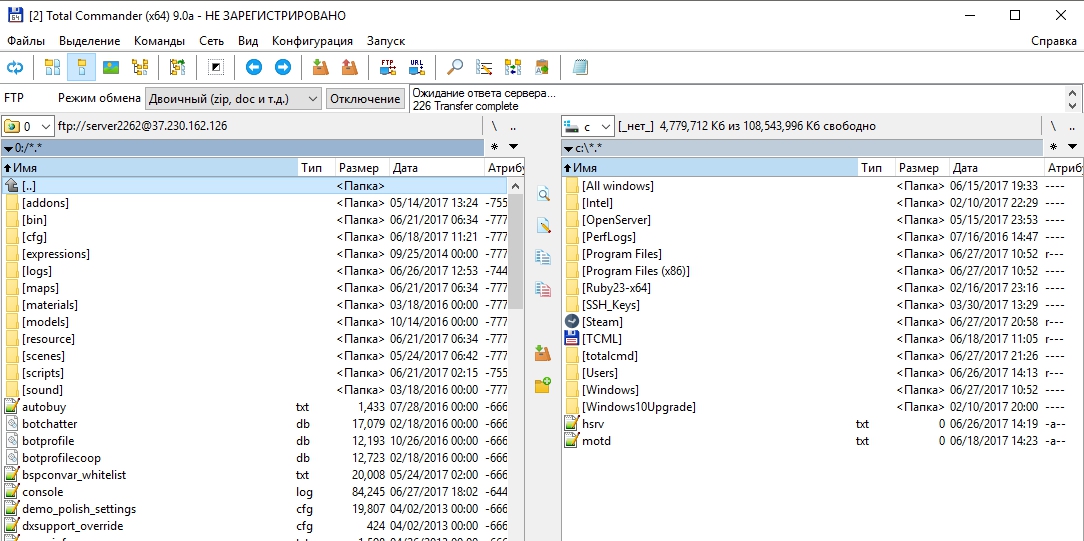 [2] Total Commander (x64) 9.0a - НЕ ЗАРЕГИСТРИРОВАНО
Файлы Выделение Команды Сеть Вид Конфигурация Запуск Справка
FTP URL
FTP Режим обмена Двоичный (zip, doc и т.д.) Отключение
Ожидание ответа сервера...
226 Transfer complete
0 ftp://server2262@37.230.162.126 \ ..
0:/*.* * ▼
Имя Тип Размер Дата Атрибу
[..] <Папка>
[addons] <Папка> 05/14/2017 13:24 -755
[bin] <Папка> 06/21/2017 06:34 -777
[cfg] <Папка> 06/18/2017 11:21 -777
[expressions] <Папка> 09/25/2014 00:00 -777
[logs] <Папка> 06/26/2017 12:53 -744
[maps] <Папка> 06/21/2017 06:34 -777
[materials] <Папка> 03/18/2016 00:00 -777
[models] <Папка> 10/14/2016 00:00 -777
[resource] <Папка> 06/21/2017 06:34 -777
[scenes] <Папка> 05/24/2017 06:42 -777
[scripts] <Папка> 06/21/2017 02:15 -755
[sound] <Папка> 03/18/2016 00:00 -777
autobuy txt 1,433 07/28/2016 00:00 -666
botchatter db 17,079 02/18/2016 00:00 -666
botprofile db 12,193 10/26/2016 00:00 -666
botprofilecoop db 12,723 02/18/2016 00:00 -666
bspconvar_whitelist txt 20,008 05/24/2017 02:00 -666
console log 84,245 06/27/2017 18:02 -644
demo_polish_settings cfg 19,807 04/02/2013 00:00 -666
dxsupport_override cfg 424 04/02/2013 00:00 -666
c [_нет_] 4,779,712 Кб из 108,543,996 Кб свободно \ ..
c:\*.* * ▼
Имя Тип Размер Дата Атрибу
[All windows] <Папка> 06/15/2017 19:33 ----
[Intel] <Папка> 02/10/2017 22:29 ----
[OpenServer] <Папка> 05/15/2017 23:53 ----
[PerfLogs] <Папка> 07/16/2016 14:47 ----
[Program Files] <Папка> 06/27/2017 10:52 r---
[Program Files (x86)] <Папка> 06/27/2017 10:52 ----
[Ruby23-x64] <Папка> 02/16/2017 23:16 ----
[SSH_Keys] <Папка> 03/30/2017 13:29 ----
[Steam] <Папка> 06/27/2017 20:58 r---
[TCML] <Папка> 06/18/2017 11:05 r---
[totalcmd] <Папка> 06/27/2017 21:26 ----
[Users] <Папка> 06/26/2017 14:13 r---
[Windows] <Папка> 06/27/2017 10:52 ----
[Windows10Upgrade] <Папка> 02/10/2017 20:00 ----
hsrv txt 0 06/26/2017 14:19 -a--
motd txt 0 06/18/2017 14:23 -a--